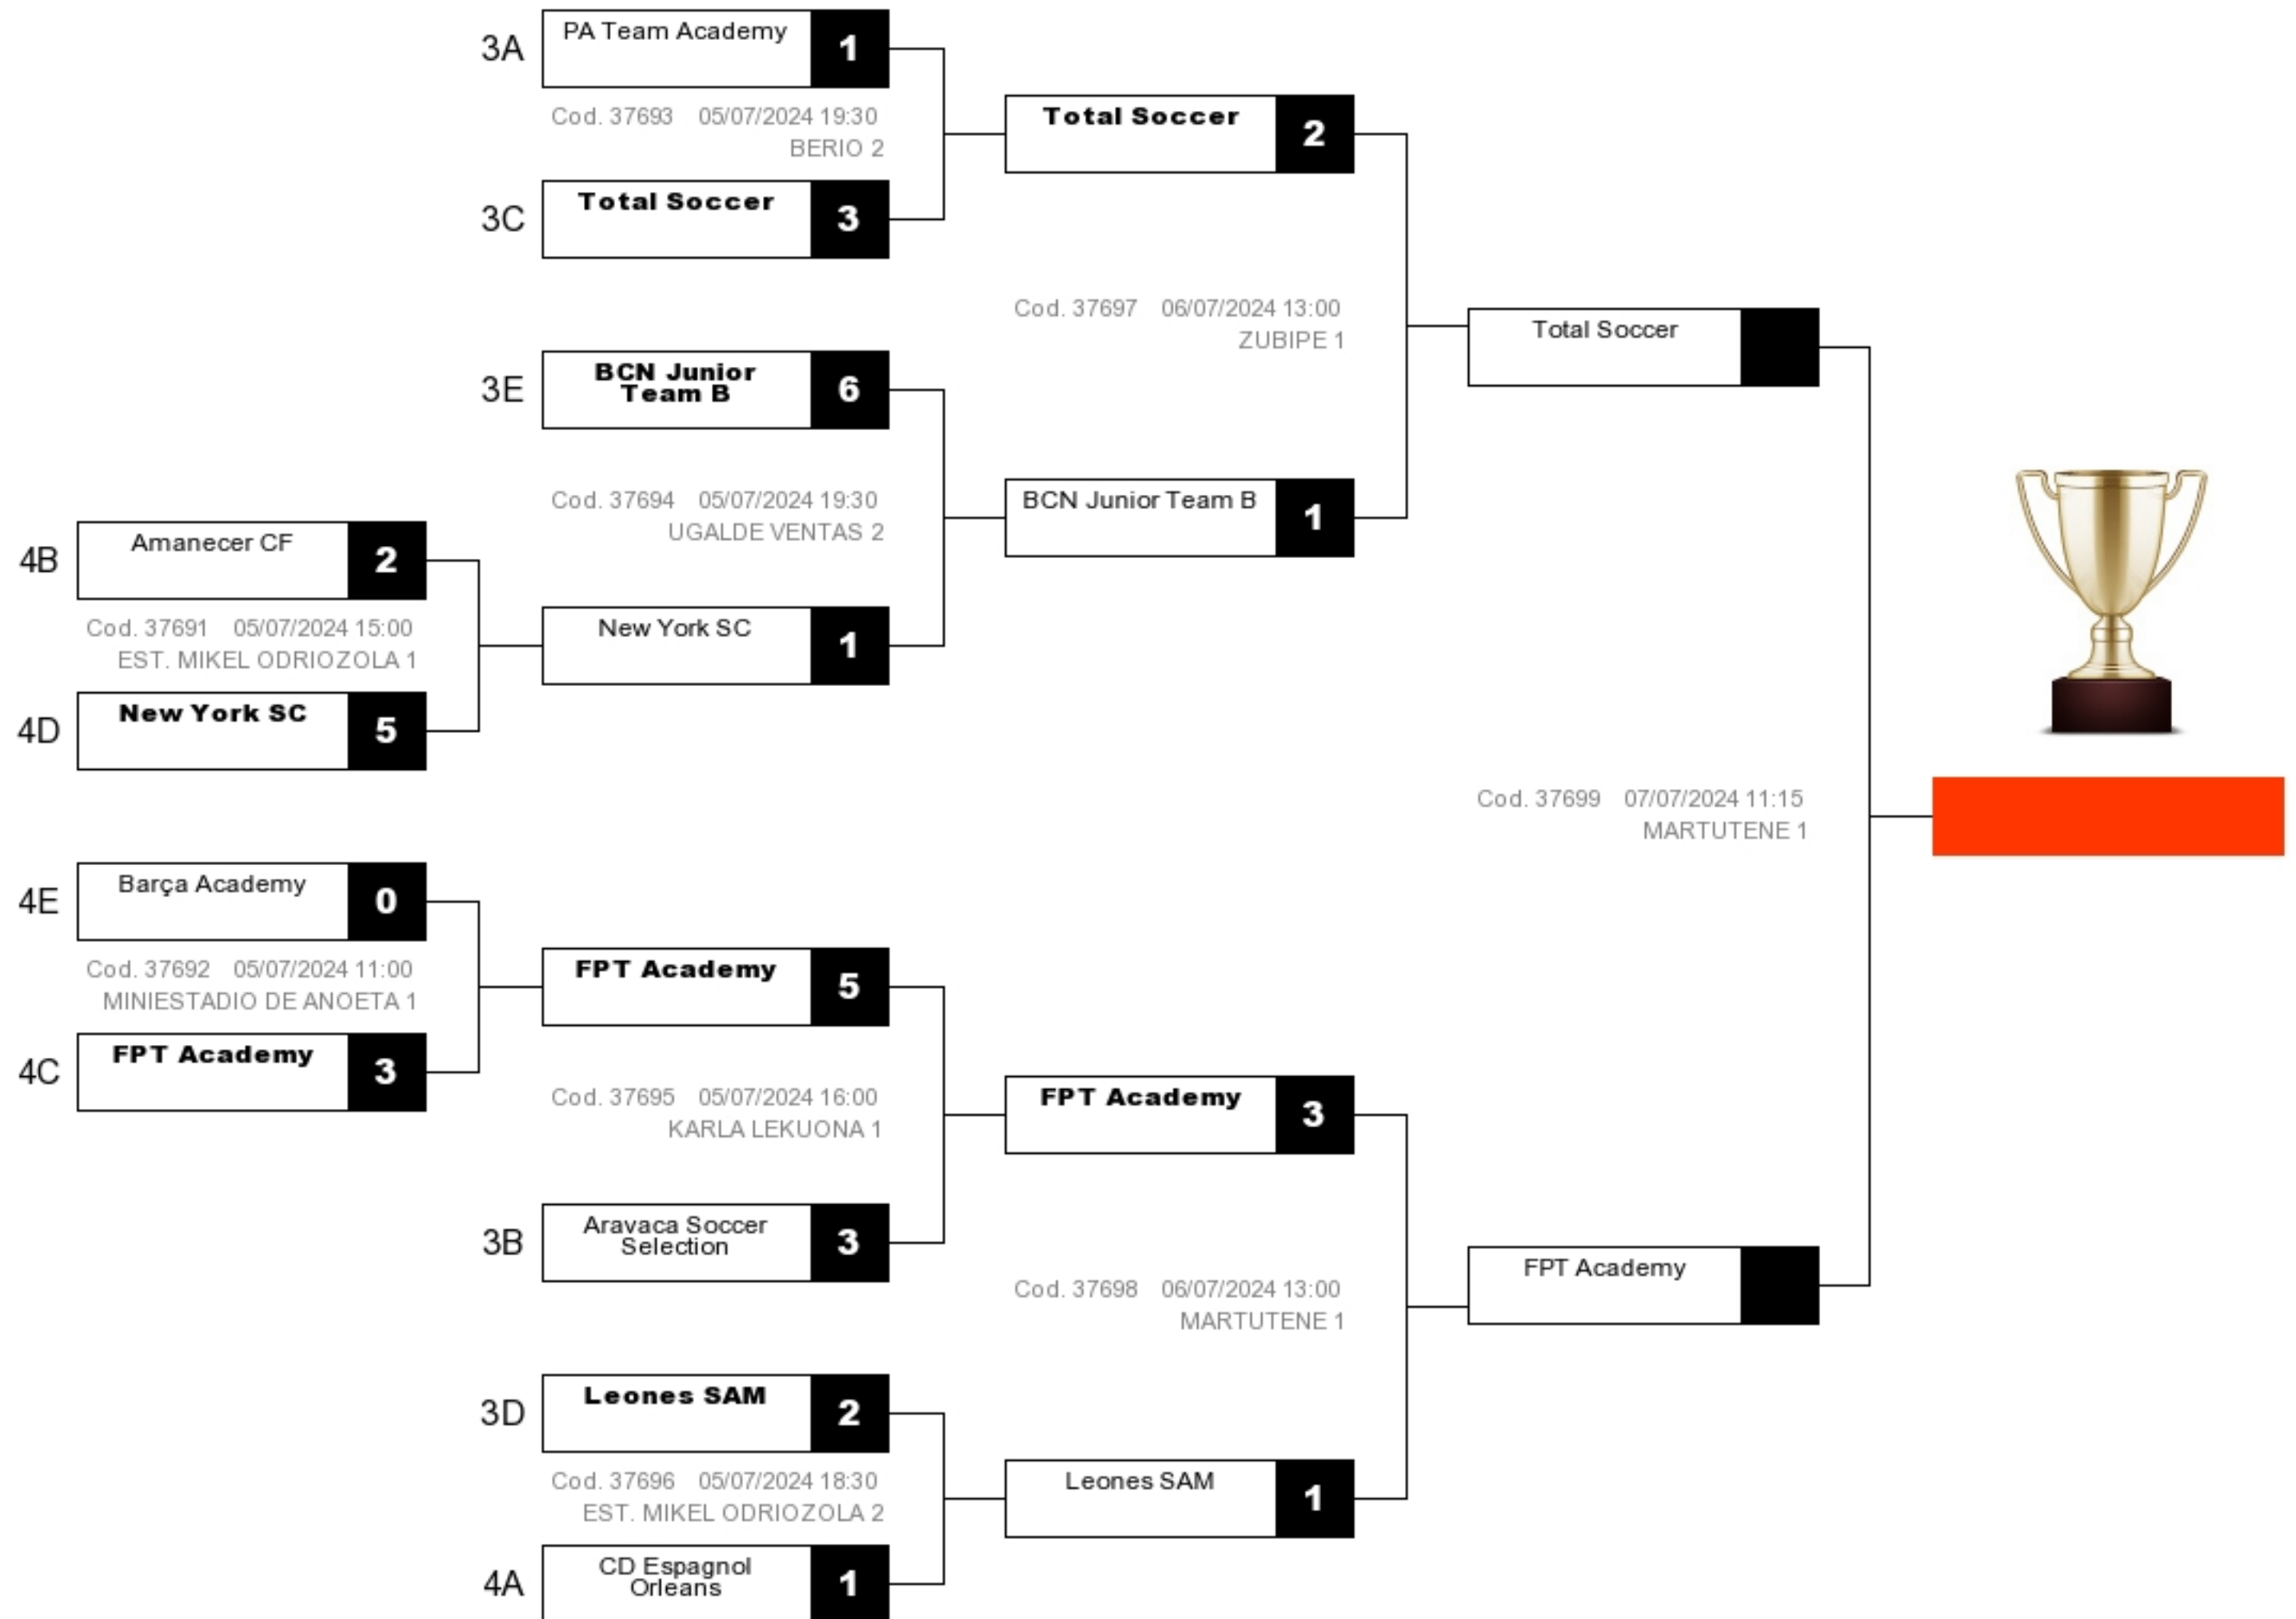 3A
PA Team Academy
1
Cod. 37693 05/07/2024 19:30
BERIO 2
3C
Total Soccer
3
Total Soccer
2
Cod. 37697 06/07/2024 13:00
ZUBIPE 1
Total Soccer
3E
BCN Junior
Team B
6
Cod. 37694 05/07/2024 19:30
UGALDE VENTAS 2
BCN Junior Team B
1
4B
Amanecer CF
2
Cod. 37691 05/07/2024 15:00
EST. MIKEL ODRIOZOLA 1
New York SC
1
4D
New York SC
5
Cod. 37699 07/07/2024 11:15
MARTUTENE 1
4E
Barça Academy
0
Cod. 37692 05/07/2024 11:00
MINIESTADIO DE ANOETA 1
4C
FPT Academy
3
FPT Academy
5
Cod. 37695 05/07/2024 16:00
KARLA LEKUONA 1
FPT Academy
3
3B
Aravaca Soccer
Selection
3
Cod. 37698 06/07/2024 13:00
MARTUTENE 1
FPT Academy
3D
Leones SAM
2
Cod. 37696 05/07/2024 18:30
EST. MIKEL ODRIOZOLA 2
Leones SAM
1
4A
CD Espagnol
Orleans
1